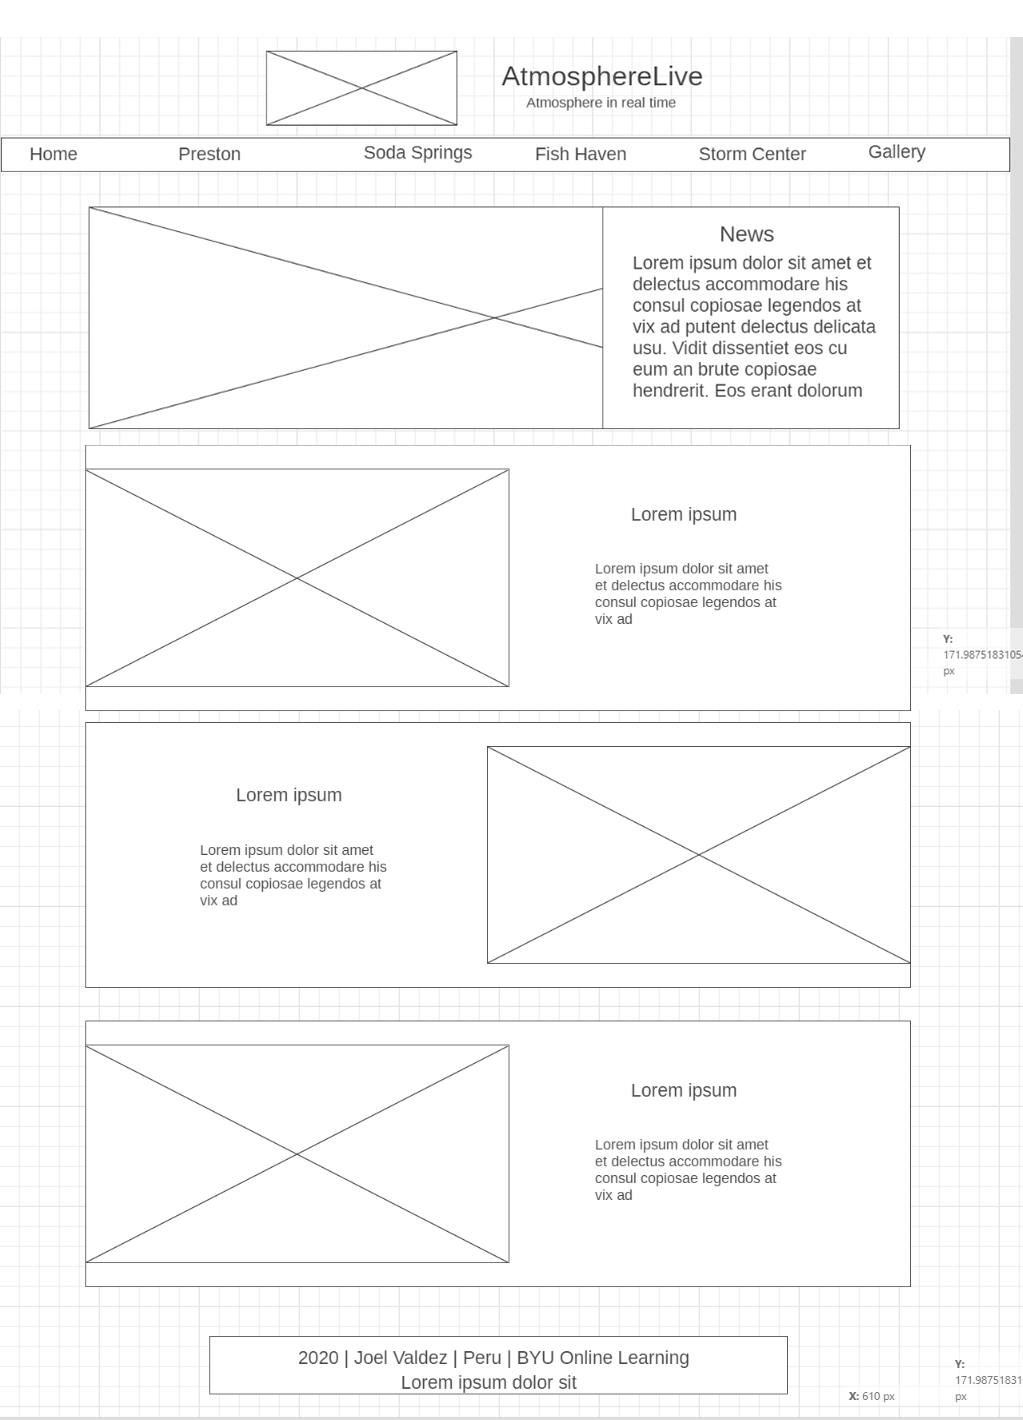 AtmosphereLive
Atmosphere in real time
Home Preston Soda Springs Fish Haven Storm Center Gallery
News
Lorem ipsum dolor sit amet et
delectus accommodare his
consul copiosae legendos at
vix ad putent delectus delicata
usu. Vidit dissentiet eos cu
eum an brute copiosae
hendrerit. Eos erant dolorum
Lorem ipsum
Lorem ipsum dolor sit amet
et delectus accommodare his
consul copiosae legendos at
vix ad
Y:
171.9875183105
px
Lorem ipsum
Lorem ipsum dolor sit amet
et delectus accommodare his
consul copiosae legendos at
vix ad
Lorem ipsum
Lorem ipsum dolor sit amet
et delectus accommodare his
consul copiosae legendos at
vix ad
2020 | Joel Valdez | Peru | BYU Online Learning
Lorem ipsum dolor sit
X: 610 px
Y:
171.98751831
px